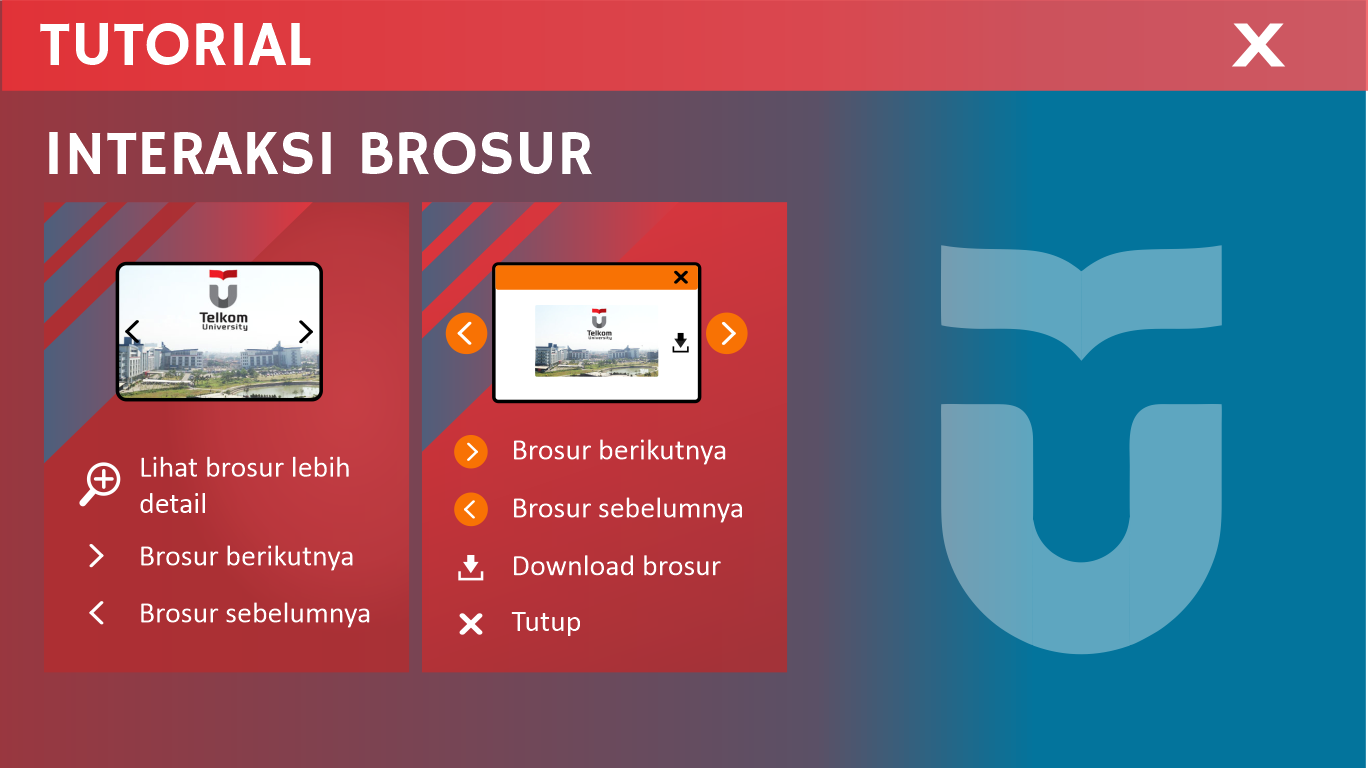 TUTORIAL
X
INTERAKSI BROSUR
Telkom
University
Lihat brosur lebih
detail
Brosur berikutnya
Brosur sebelumnya
Telkom
University
Brosur berikutnya
Brosur sebelumnya
Download brosur
Tutup